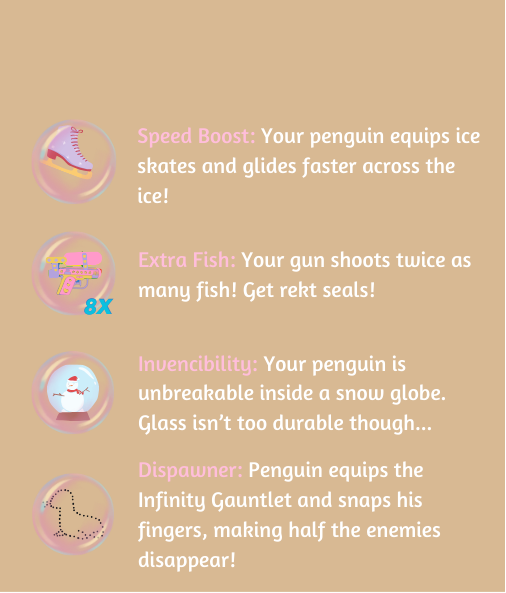 Speed Boost: Your penguin equips ice
skates and glides faster across the
ice!
Extra Fish: Your gun shoots twice as
many fish! Get rekt seals!
8X
Invencibility: Your penguin is
unbreakable inside a snow globe.
Glass isn't too durable though...
Dispawner: Penguin equips the
Infinity Gauntlet and snaps his
fingers, making half the enemies
disappear!